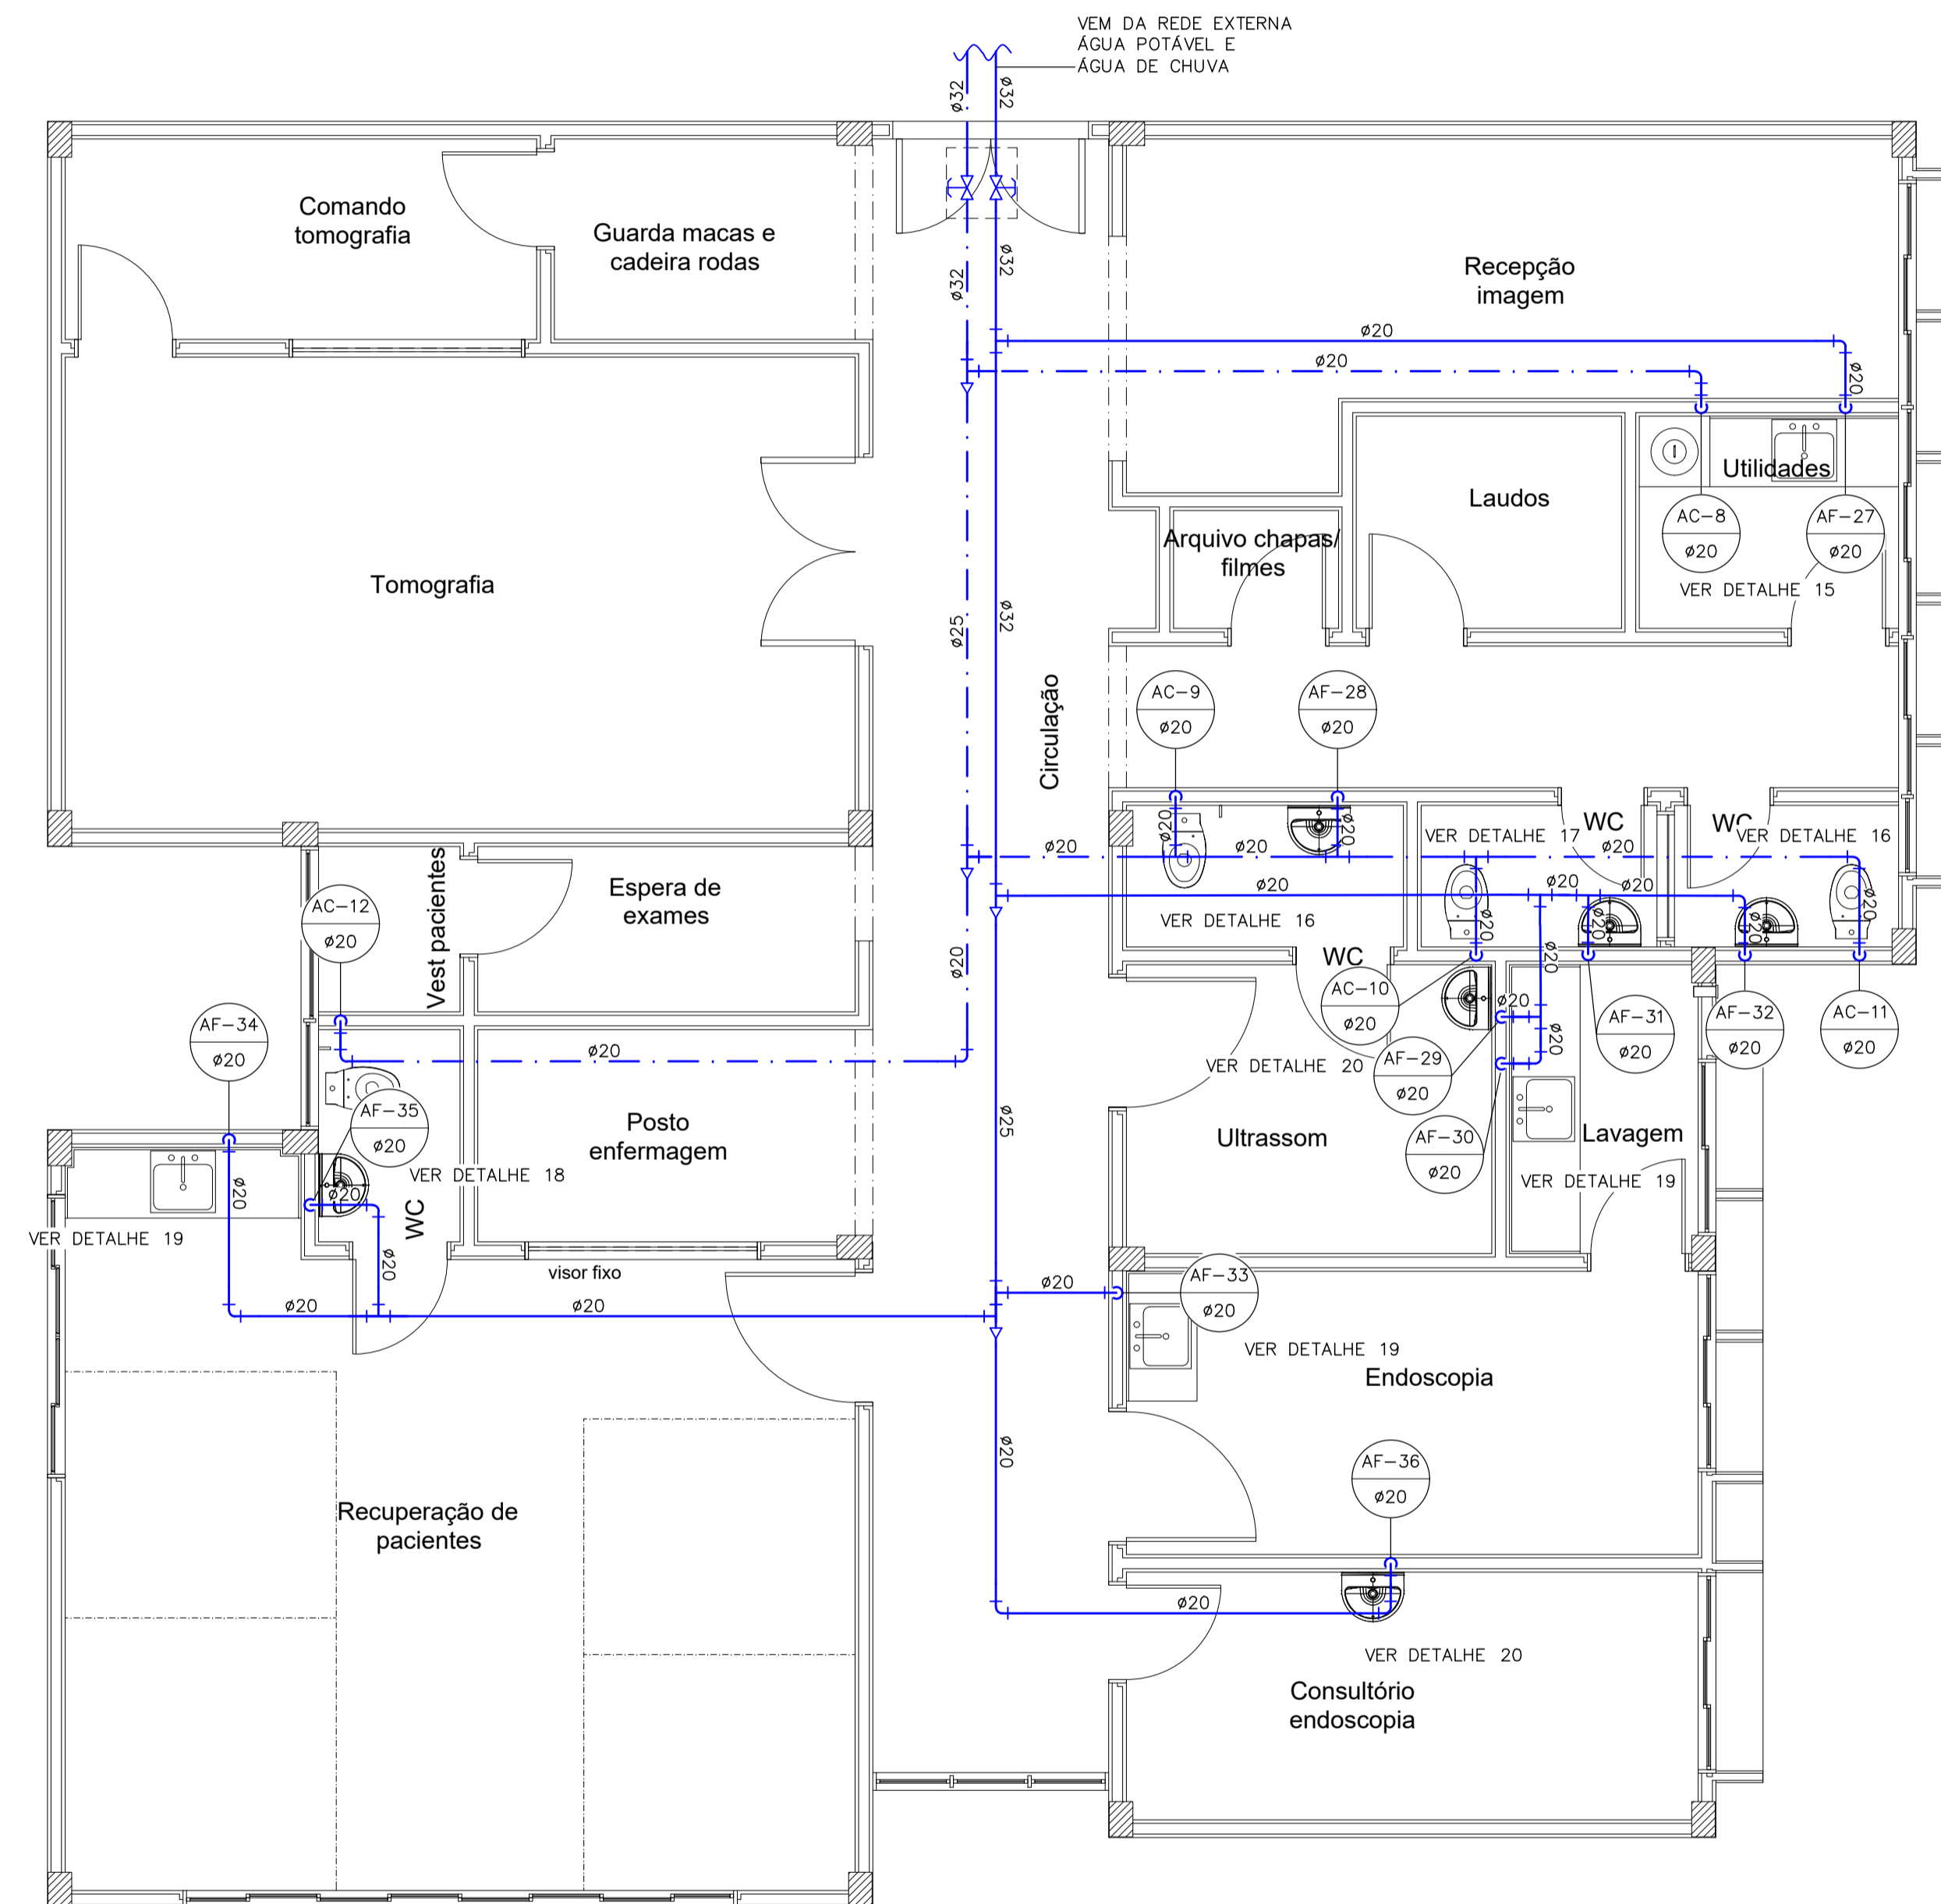 VEM DA REDE EXTERNA
ÁGUA POTÁVEL E
ÁGUA DE CHUVA
ø32
ø32
Comando
tomografia
Guarda macas e
cadeira rodas
ø32
ø32
Recepção
imagem
ø20
ø20
ø20
Utilidades
Laudos
AC-8
ø20
AF-27
ø20
Arquivo chapas/
filmes
VER DETALHE 15
Tomografia
ø25
ø32
Circulação
AC-9
ø20
AF-28
ø20
WC
WC
ø20
ø20
VER DETALHE 17
VER DETALHE 16
ø20
ø20
ø20
Vest pacientes
Espera de
exames
ø20
ø20
ø20
AC-12
ø20
VER DETALHE 16
ø20
ø20
ø20
ø20
WC
ø20
ø20
AC-10
ø20
ø20
AF-31
ø20
AF-32
ø20
AC-11
ø20
AF-34
ø20
ø20
ø20
VER DETALHE 20
AF-29
ø20
AF-35
ø20
Posto
enfermagem
ø25
Ultrassom
AF-30
ø20
Lavagem
VER DETALHE 18
VER DETALHE 19
ø20
ø20
WC
VER DETALHE 19
ø20
visor fixo
ø20
AF-33
ø20
ø20
ø20
VER DETALHE 19
Endoscopia
ø20
AF-36
ø20
Recuperação de
pacientes
ø20
VER DETALHE 20
Consultório
endoscopia